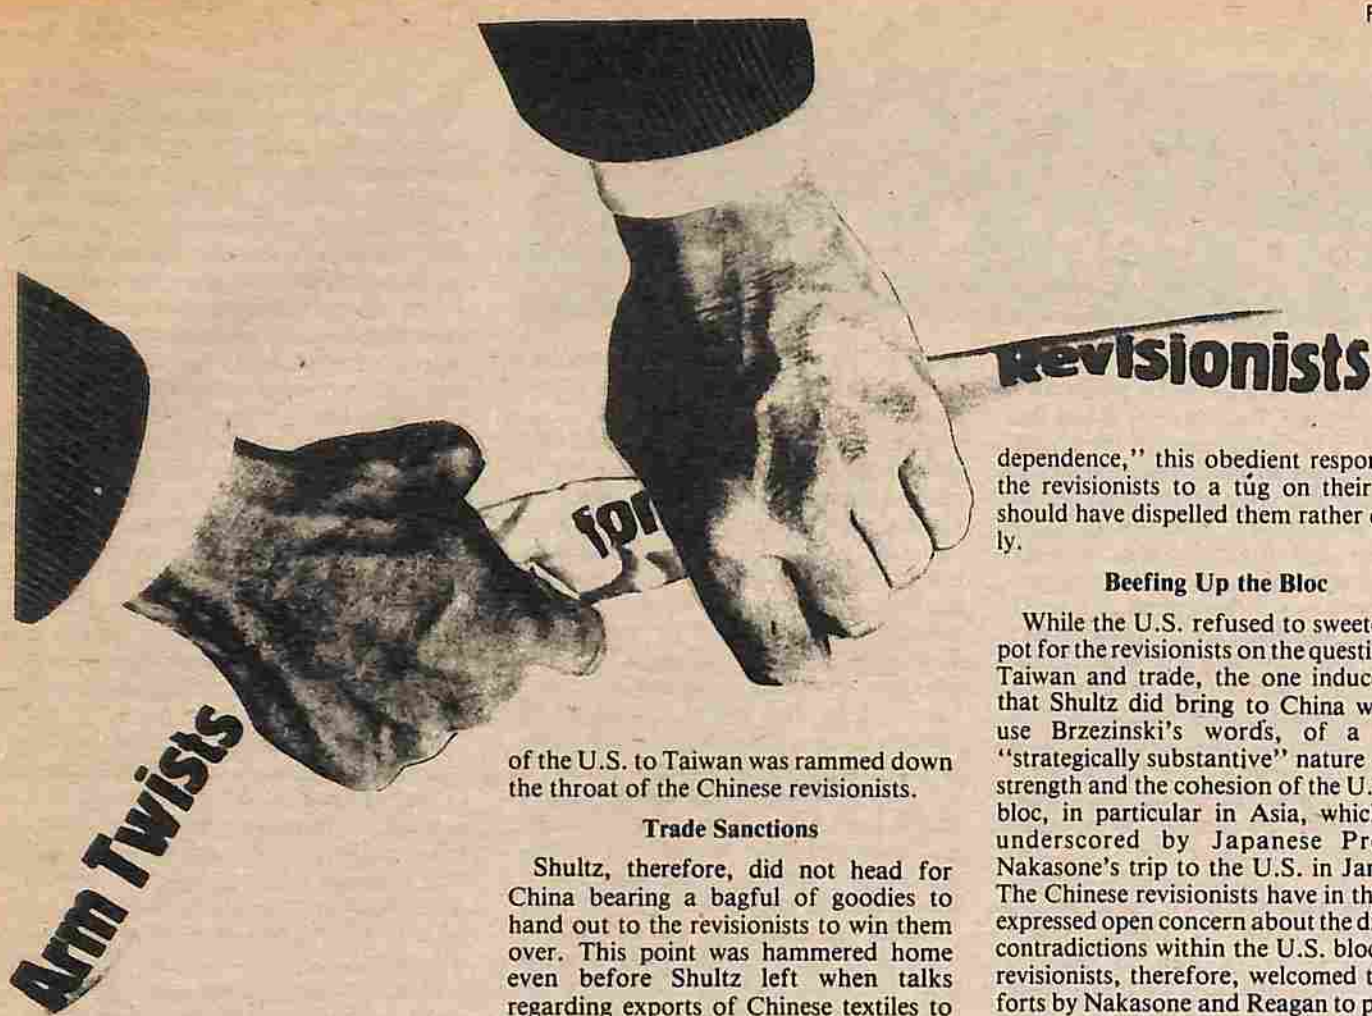 Arm Twists
for
Revisionists
of the U.S. to Taiwan was rammed down
the throat of the Chinese revisionists.
Trade Sanctions
Shultz, therefore, did not head for
China bearing a bagful of goodies to
hand out to the revisionists to win them
over. This point was hammered home
even before Shultz left when talks
regarding exports of Chinese textiles to
dependence," this obedient respon
the revisionists to a tug on their
should have dispelled them rather
ly.
Beefing Up the Bloc
While the U.S. refused to sweet
pot for the revisionists on the questi
Taiwan and trade, the one induc
that Shultz did bring to China w
use Brzezinski's words, of a
"strategically substantive" nature
strength and the cohesion of the U.
bloc, in particular in Asia, whic
underscored by Japanese Pr
Nakasone's trip to the U.S. in Jan
The Chinese revisionists have in th
expressed open concern about the d
contradictions within the U.S. bloc
revisionists, therefore, welcomed t
forts by Nakasone and Reagan to p